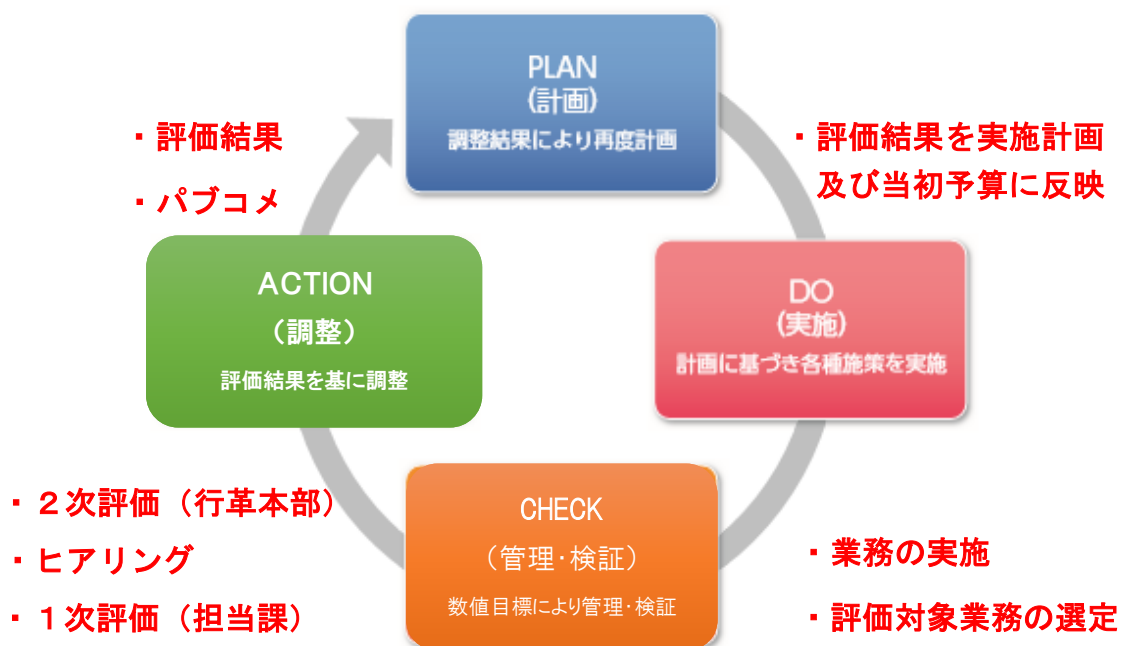 PLAN
(計画)
調整結果により再度計画
・評価結果を実施計画
及び当初予算に反映
DO
(実施)
計画に基づき各種施策を実施
・業務の実施
・評価対象業務の選定
CHECK
（管理・検証）
数値目標により管理・検証
・２次評価（行革本部）
・ヒアリング
・１次評価（担当課）
ACTION
（調整）
評価結果を基に調整
・評価結果
・パブコメ